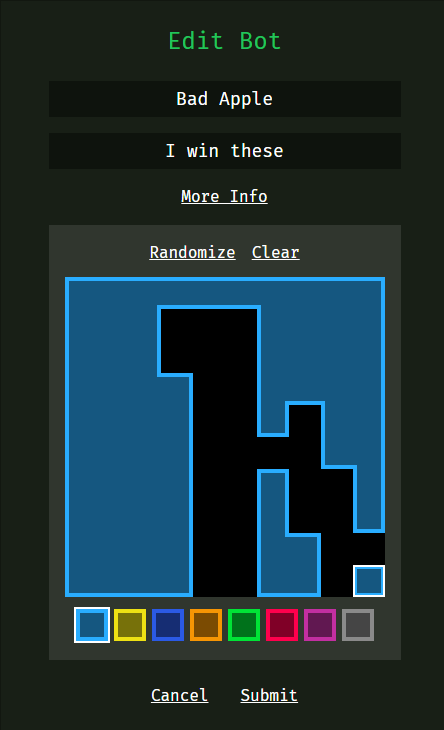 Edit Bot
Bad Apple
I win these
More Info
Randomize Clear
Cancel Submit